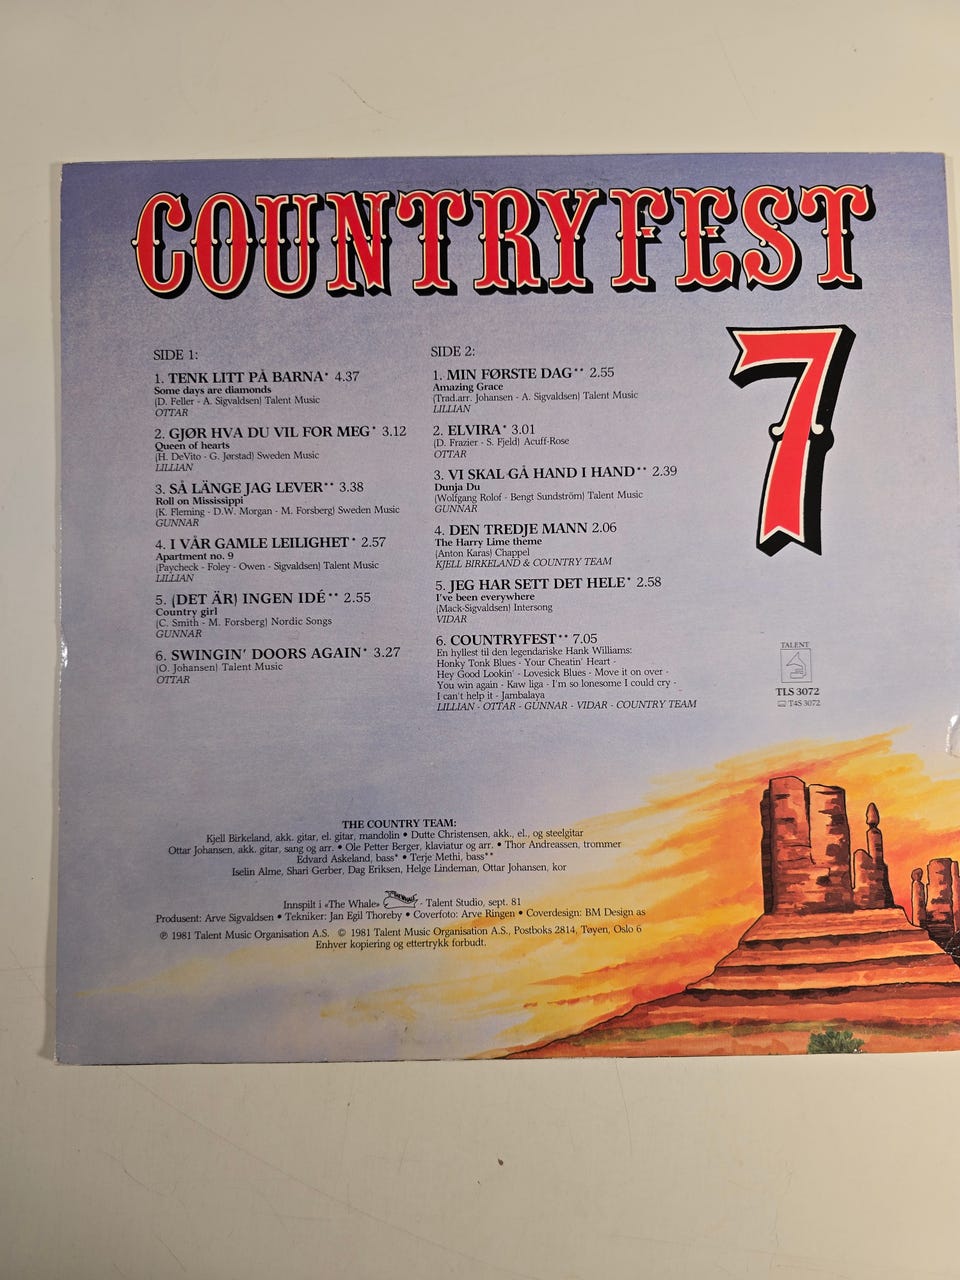 COUNTRYFEST
7
SIDE 1:
1. TENK LITT PÅ BARNA* 4.37
Some days are diamonds
(D. Feller - A. Sigvaldsen) Talent Music
OTTAR
2. GJØR HVA DU VIL FOR MEG* 3.12
Queen of hearts
(H. DeVito - G. Jørstad) Sweden Music
LILLIAN
3. SÅ LÄNGE JAG LEVER** 3.38
Roll on Mississippi
(K. Fleming - D.W. Morgan - M. Forsberg) Sweden Music
GUNNAR
4. I VÅR GAMLE LEILIGHET* 2.57
Apartment no. 9
(Paycheck - Foley - Owen - Sigvaldsen) Talent Music
LILLIAN
5. (DET ÄR) INGEN IDÉ** 2.55
Country girl
(C. Smith - M. Forsberg) Nordic Songs
GUNNAR
6. SWINGIN' DOORS AGAIN* 3.27
(O. Johansen) Talent Music
OTTAR
SIDE 2:
1. MIN FØRSTE DAG** 2.55
Amazing Grace
(Trad.arr. Johansen - A. Sigvaldsen) Talent Music
LILLIAN
2. ELVIRA* 3.01
(D. Frazier - S. Fjeld) Acuff-Rose
OTTAR
3. VI SKAL GÅ HAND I HAND** 2.39
Dunja Du
(Wolfgang Rolof - Bengt Sundström) Talent Music
GUNNAR
4. DEN TREDJE MANN 2.06
The Harry Lime theme
(Anton Karas) Chappel
KJELL BIRKELAND & COUNTRY TEAM
5. JEG HAR SETT DET HELE* 2.58
I've been everywhere
(Mack-Sigvaldsen) Intersong
VIDAR
6. COUNTRYFEST** 7.05
En hyllest til den legendariske Hank Williams:
Honky Tonk Blues - Your Cheatin' Heart -
Hey Good Lookin' - Lovesick Blues - Move it on over -
You win again - Kaw liga - I'm so lonesome I could cry -
I can't help it - Jambalaya
LILLIAN - OTTAR - GUNNAR - VIDAR - COUNTRY TEAM
TALENT
TLS 3072
T4S 3072
THE COUNTRY TEAM:
Kjell Birkeland, akk. gitar, el. gitar, mandolin • Dutte Christensen, akk., el., og steelgitar
Ottar Johansen, akk. gitar, sang og arr. • Ole Petter Berger, klaviatur og arr. • Thor Andreassen, trommer
Edvard Askeland, bass* • Terje Methi, bass**
Iselin Alme, Shari Gerber, Dag Eriksen, Helge Lindeman, Ottar Johansen, kor
Innspilt i «The Whale» - Talent Studio, sept. 81
Produsent: Arve Sigvaldsen • Tekniker: Jan Egil Thoreby • Coverfoto: Arve Ringen • Coverdesign: BM Design as
℗ 1981 Talent Music Organisation A.S. © 1981 Talent Music Organisation A.S., Postboks 2814, Tøyen, Oslo 6
Enhver kopiering og ettertrykk forbudt.